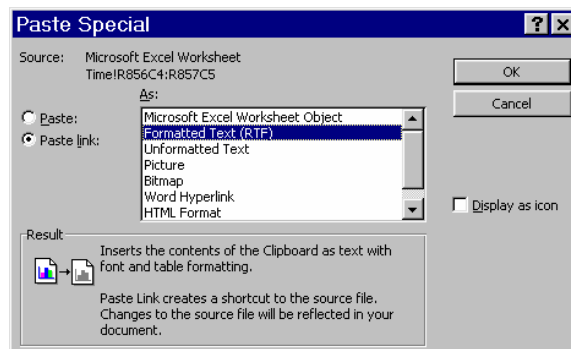 Paste Special
Source: Microsoft Excel Worksheet
Time!R856C4:R857C5
As:
Paste:
Paste link:
Microsoft Excel Worksheet Object
Formatted Text (RTF)
Unformatted Text
Picture
Bitmap
Word Hyperlink
HTML Format
OK
Cancel
Display as icon
Result
Inserts the contents of the Clipboard as text with
font and table formatting.
Paste Link creates a shortcut to the source file.
Changes to the source file will be reflected in your
document.